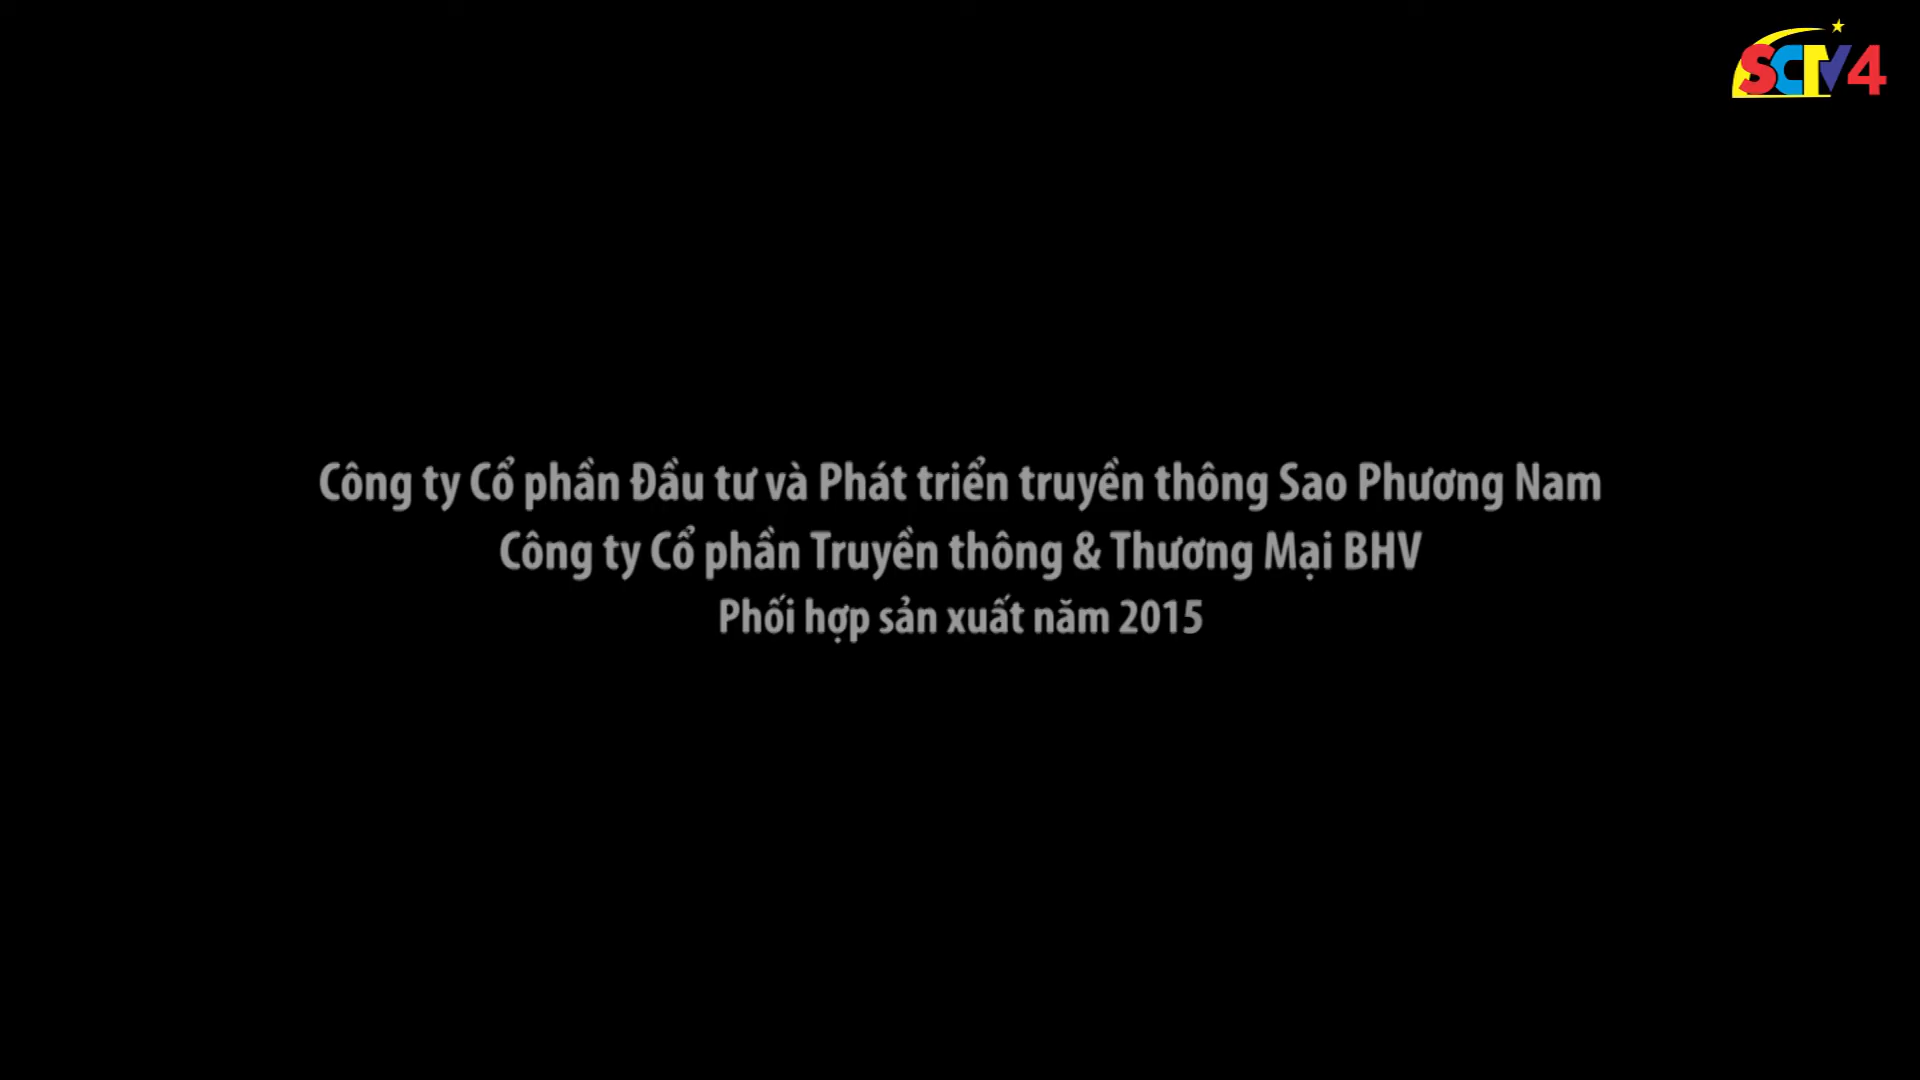 SCTV4
Công ty Cổ phần Đầu tư và Phát triển truyền thông Sao Phương Nam
Công ty Cổ phần Truyền thông & Thương Mại BHV
Phối hợp sản xuất năm 2015